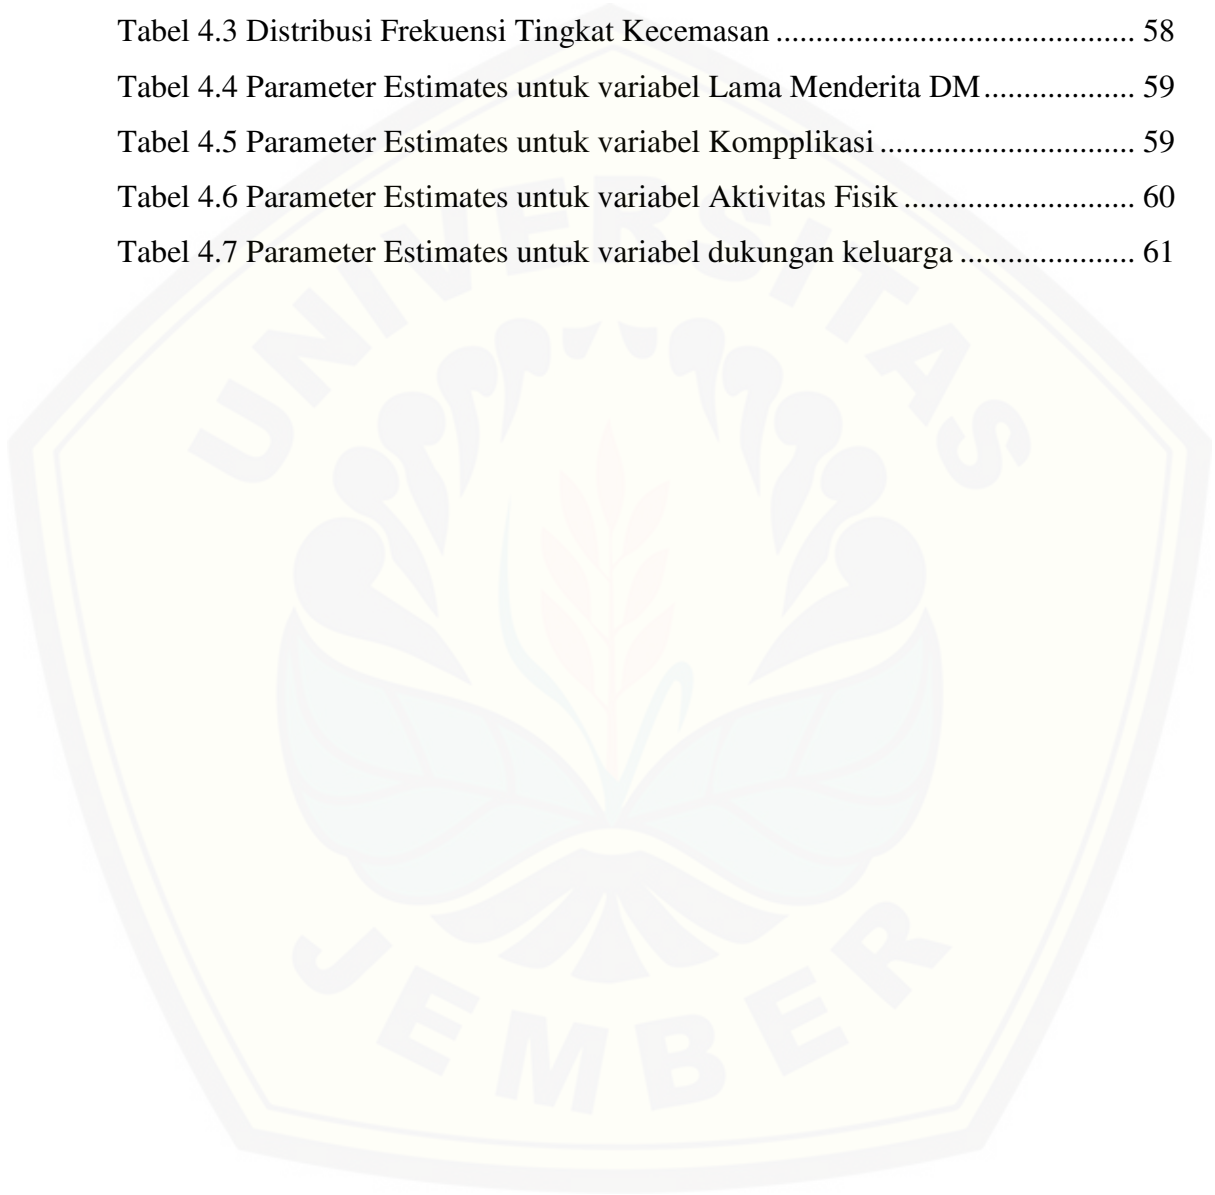 Tabel 4.3 Distribusi Frekuensi Tingkat Kecemasan ............................................. 58
Tabel 4.4 Parameter Estimates untuk variabel Lama Menderita DM................... 59
Tabel 4.5 Parameter Estimates untuk variabel Kompplikasi ................................ 59
Tabel 4.6 Parameter Estimates untuk variabel Aktivitas Fisik ............................. 60
Tabel 4.7 Parameter Estimates untuk variabel dukungan keluarga ...................... 61
UNIVERSITAS
JEMBER